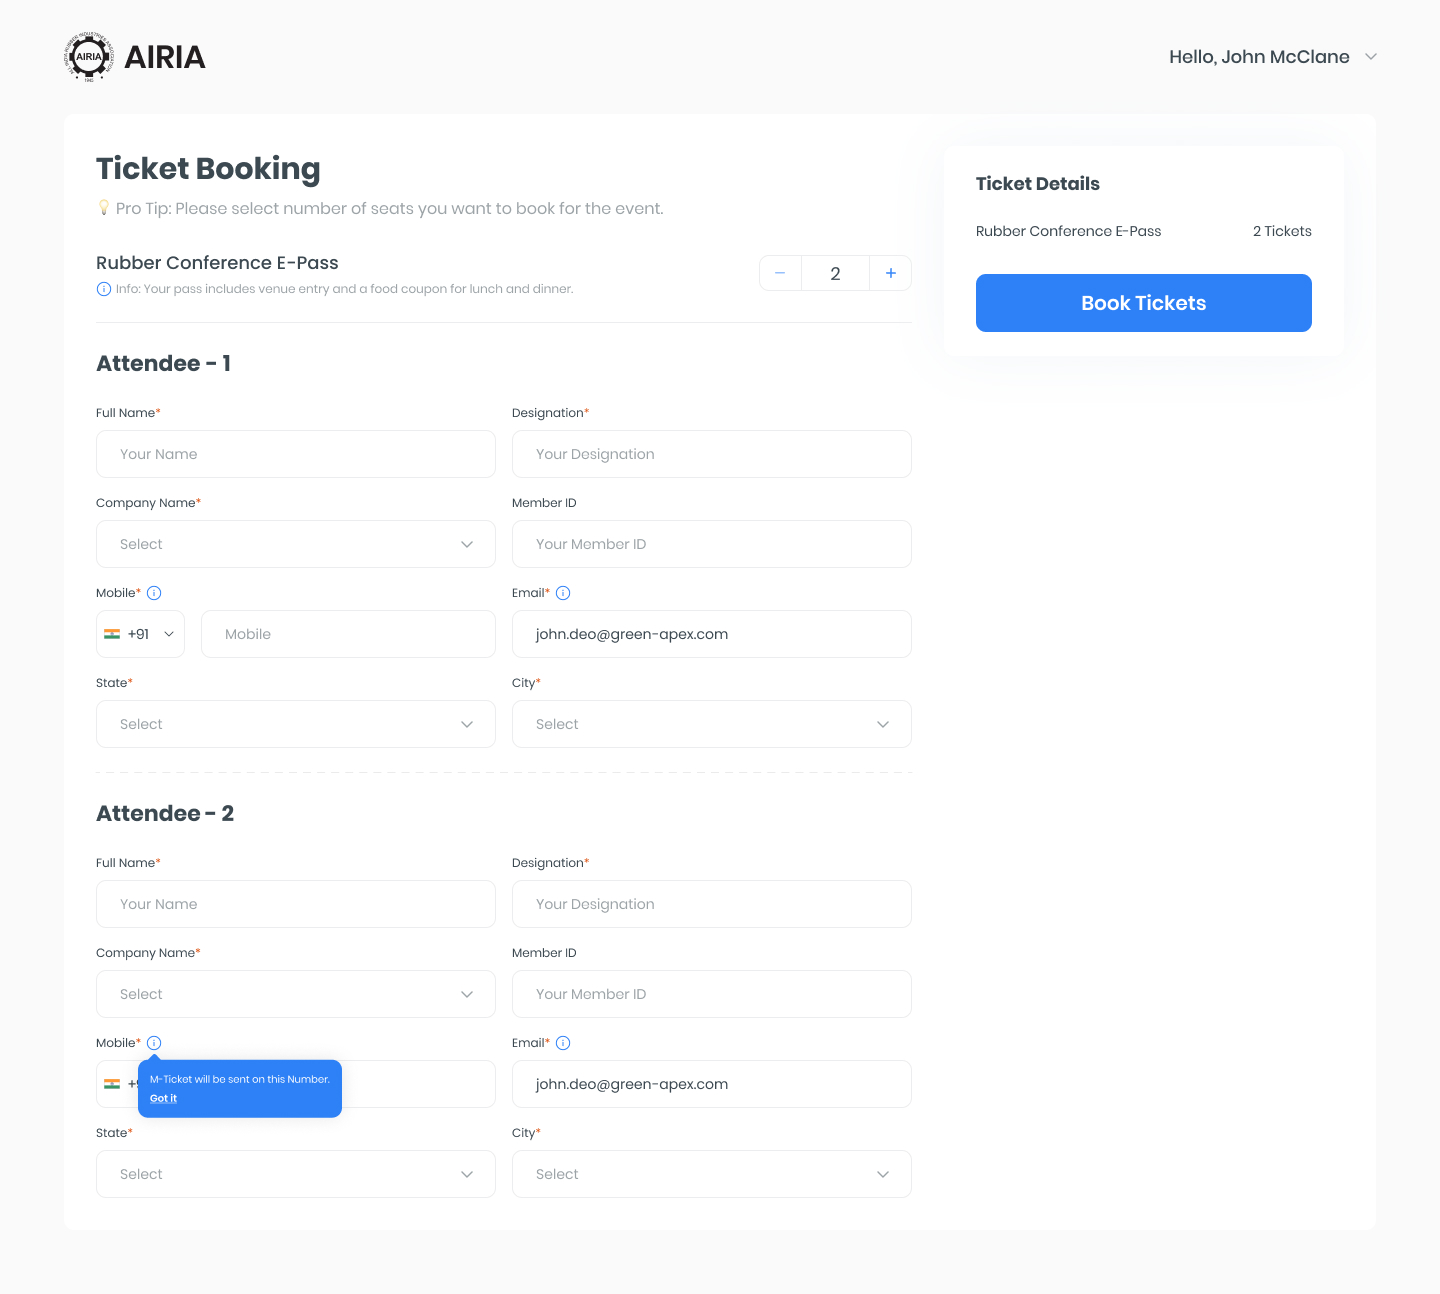 ALL INDIA RUBBER INDUSTRIES ASSOCIATION
AIRIA
1945
AIRIA
Hello, John McClane
Ticket Booking
Pro Tip: Please select number of seats you want to book for the event.
Rubber Conference E-Pass
Info: Your pass includes venue entry and a food coupon for lunch and dinner.
− 2 +
Ticket Details
Rubber Conference E-Pass 2 Tickets
Book Tickets
Attendee - 1
Full Name* Designation*
Your Name Your Designation
Company Name* Member ID
Select Your Member ID
Mobile* Email*
+91 Mobile john.deo@green-apex.com
State* City*
Select Select
Attendee - 2
Full Name* Designation*
Your Name Your Designation
Company Name* Member ID
Select Your Member ID
Mobile* Email*
M-Ticket will be sent on this Number.
Got it
john.deo@green-apex.com
State* City*
Select Select